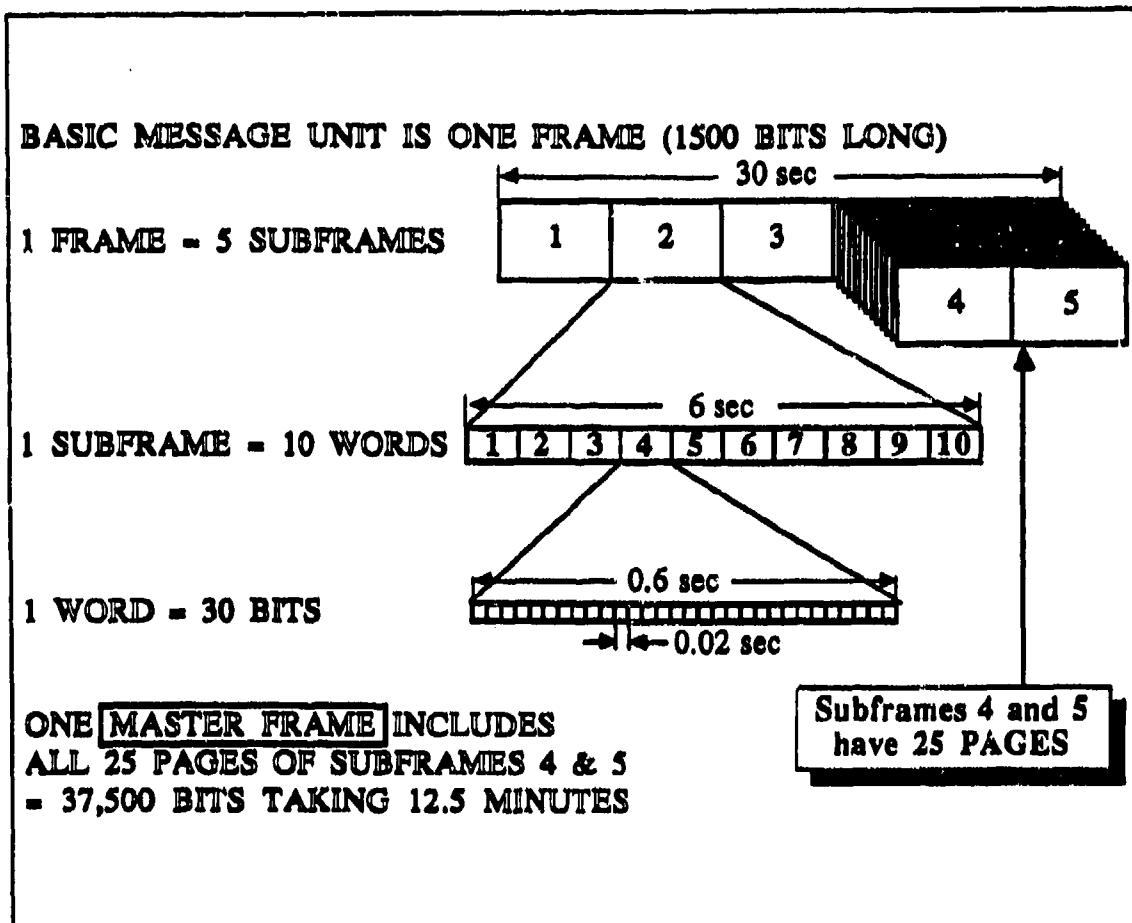 BASIC MESSAGE UNIT IS ONE FRAME (1500 BITS LONG)
30 sec
1 FRAME = 5 SUBFRAMES
1 2 3
4 5
6 sec
1 SUBFRAME = 10 WORDS
1 2 3 4 5 6 7 8 9 10
0.6 sec
1 WORD = 30 BITS
0.02 sec
ONE MASTER FRAME INCLUDES
ALL 25 PAGES OF SUBFRAMES 4 & 5
= 37,500 BITS TAKING 12.5 MINUTES
Subframes 4 and 5
have 25 PAGES